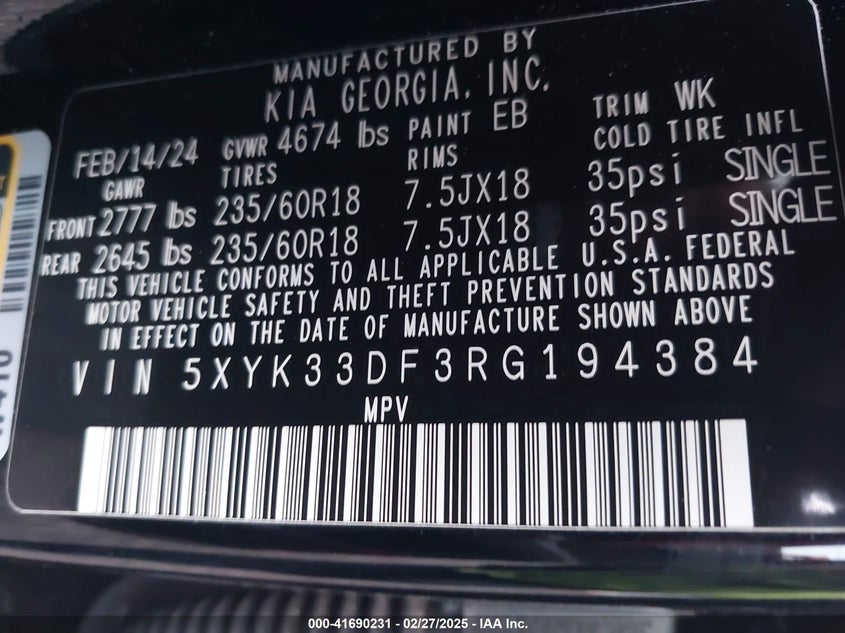 MANUFACTURED BY
KIA GEORGIA, INC.
FEB/14/24 GVWR 4674 lbs PAINT EB TRIM WK
GAWR TIRES RIMS COLD TIRE INFL
FRONT 2777 lbs 235/60R18 7.5JX18 35psi SINGLE
REAR 2645 lbs 235/60R18 7.5JX18 35psi SINGLE
THIS VEHICLE CONFORMS TO ALL APPLICABLE U.S.A. FEDERAL
MOTOR VEHICLE SAFETY AND THEFT PREVENTION STANDARDS
IN EFFECT ON THE DATE OF MANUFACTURE SHOWN ABOVE
VIN 5XYK33DF3RG194384
MPV
000-41690231 - 02/27/2025 - IAA Inc.